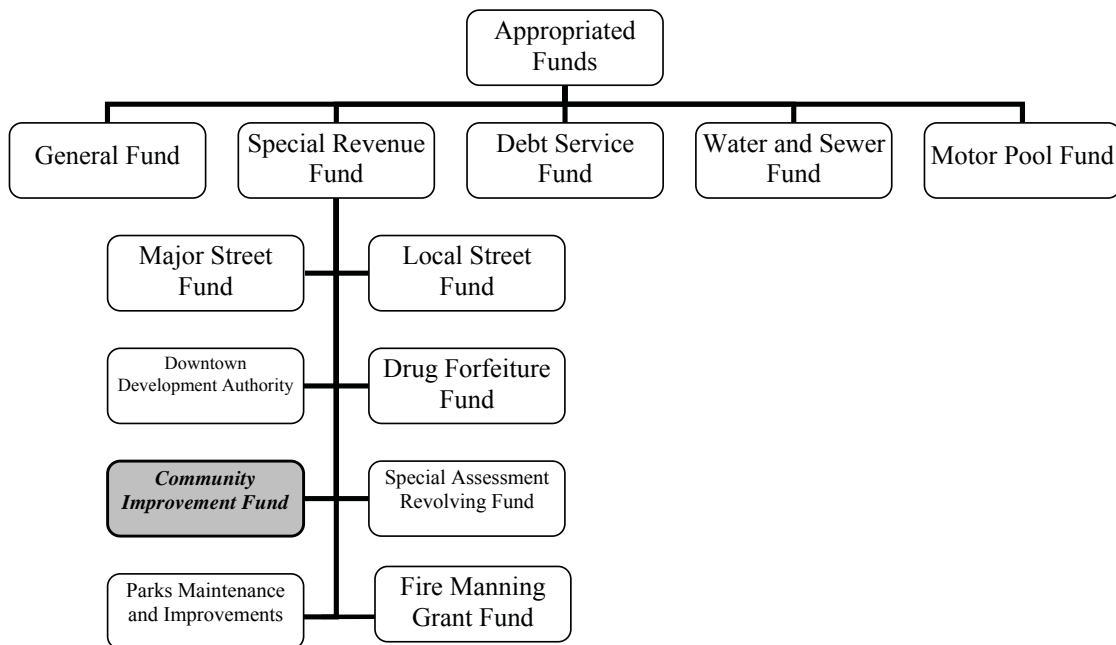 Appropriated
Funds
General Fund
Special Revenue
Fund
Debt Service
Fund
Water and Sewer
Fund
Motor Pool Fund
Major Street
Fund
Local Street
Fund
Downtown
Development Authority
Drug Forfeiture
Fund
Community
Improvement Fund
Special Assessment
Revolving Fund
Parks Maintenance
and Improvements
Fire Manning
Grant Fund